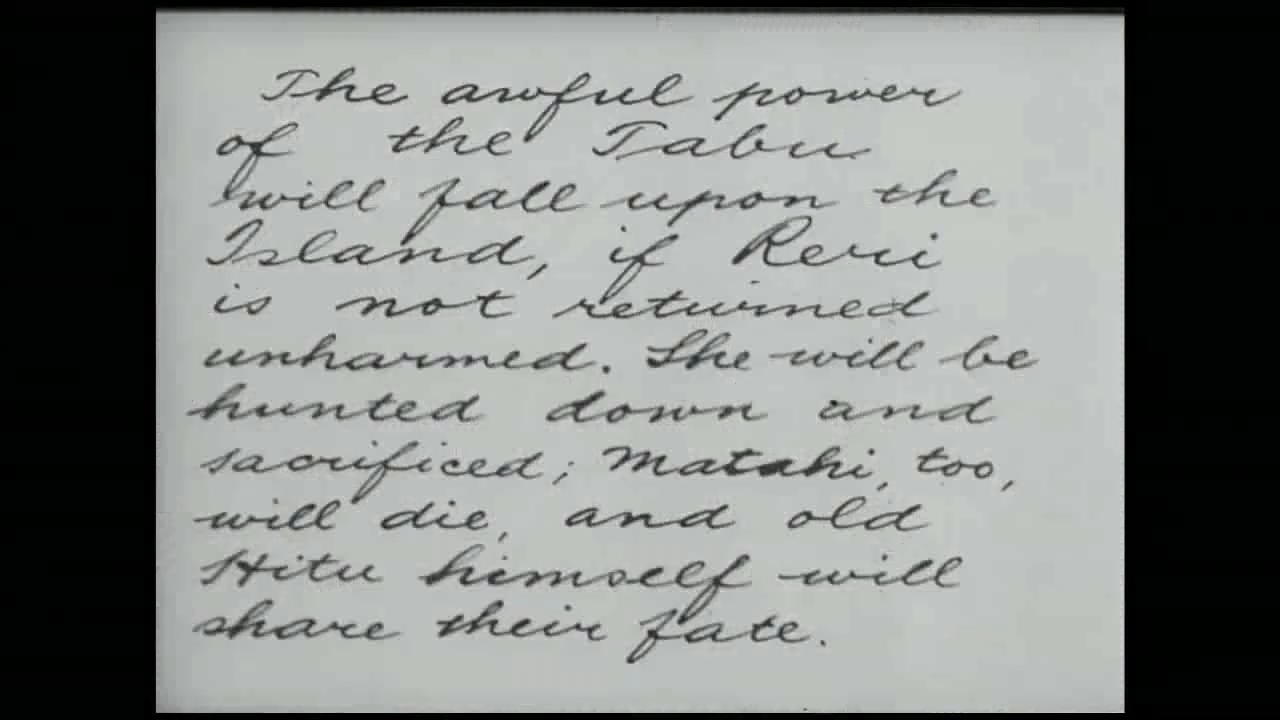 The awful power
of the Tabu
will fall upon the
Island, if Reri
is not returned
unharmed. She will be
hunted down and
sacrificed; Matahi, too,
will die, and old
Hitu himself will
share their fate.